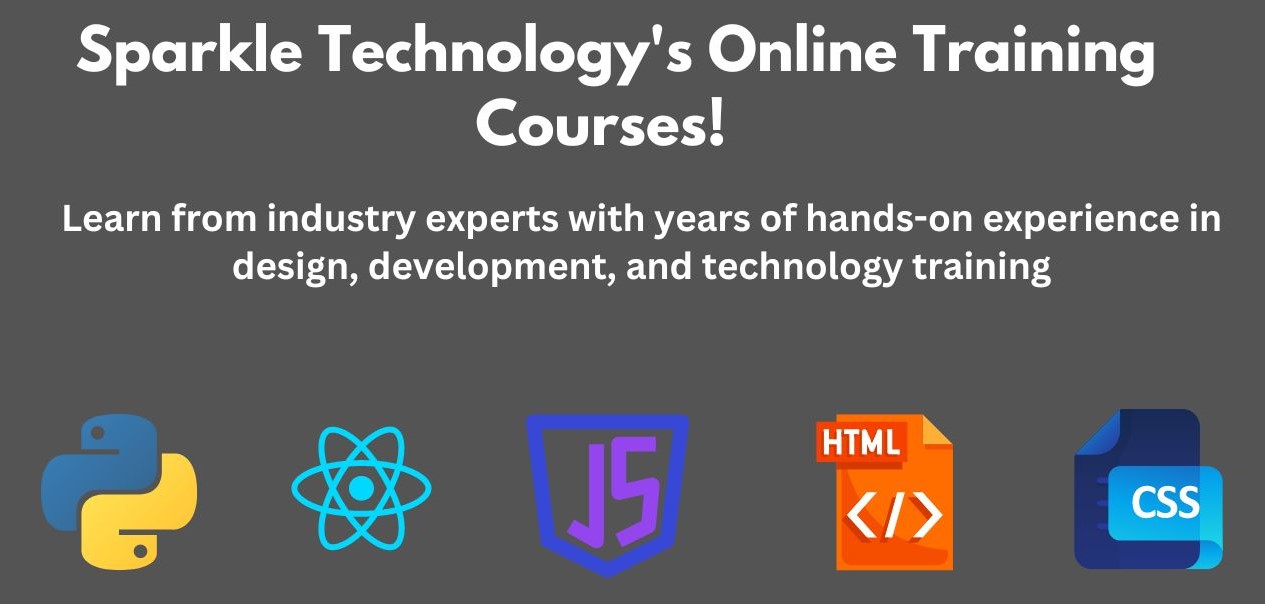 Sparkle Technology's Online Training
Courses!
Learn from industry experts with years of hands-on experience in
design, development, and technology training
JS
HTML
</>
CSS